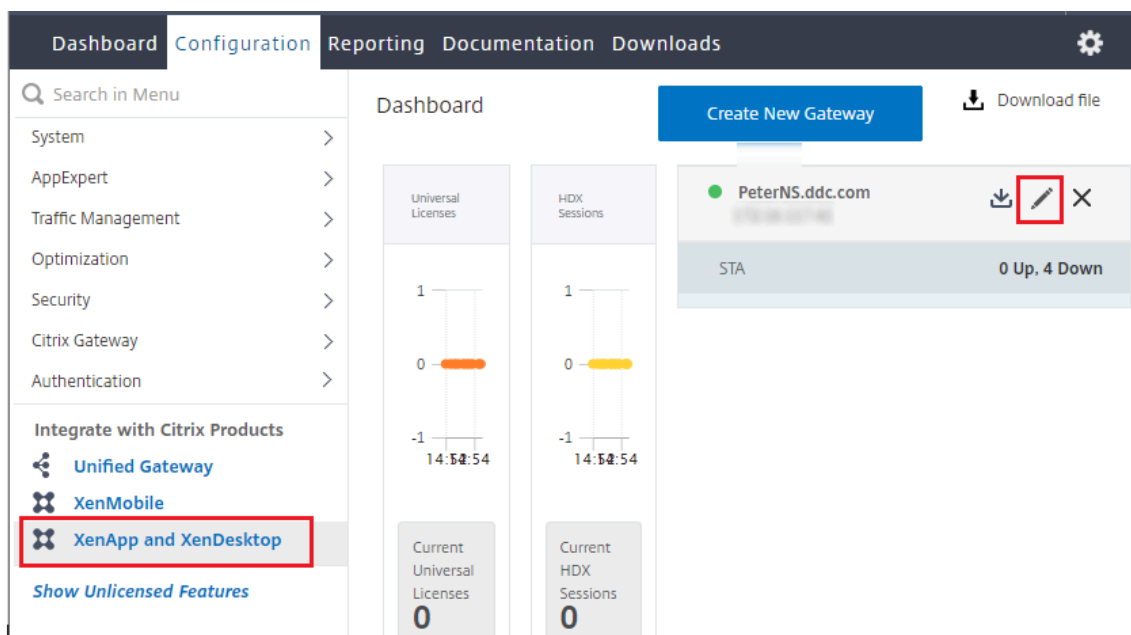 Dashboard Configuration Reporting Documentation Downloads
Search in Menu
System
AppExpert
Traffic Management
Optimization
Security
Citrix Gateway
Authentication
Integrate with Citrix Products
Unified Gateway
XenMobile
XenApp and XenDesktop
Show Unlicensed Features
Dashboard
Create New Gateway
Download file
Universal
Licenses
1
0
-1
Current
Universal
Licenses
0
HDX
Sessions
1
0
-1
Current
HDX
Sessions
0
PeterNS.ddc.com
STA 0 Up, 4 Down